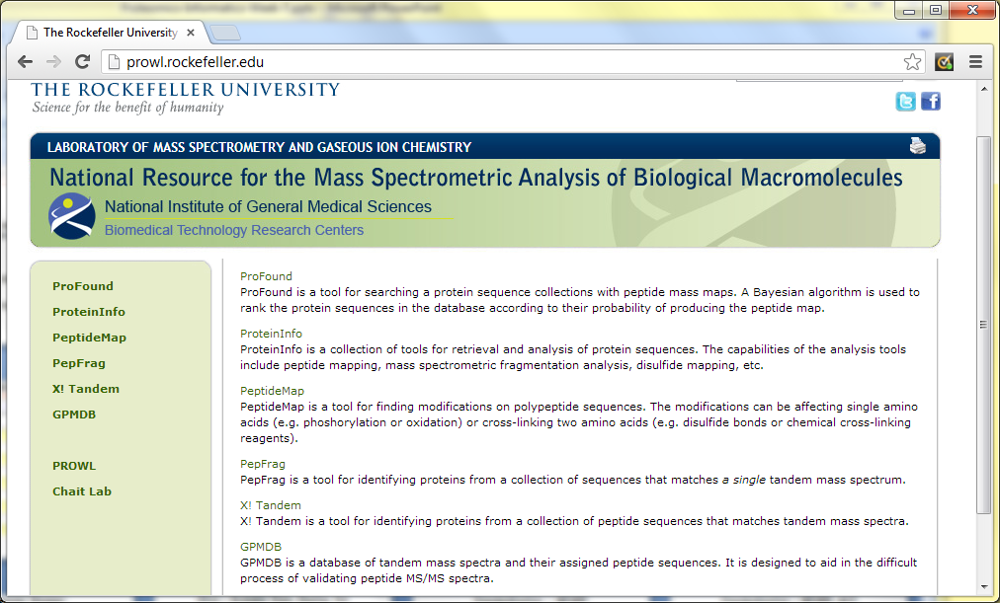 The Rockefeller University
prowl.rockefeller.edu
THE ROCKEFELLER UNIVERSITY
Science for the benefit of humanity
LABORATORY OF MASS SPECTROMETRY AND GASEOUS ION CHEMISTRY
National Resource for the Mass Spectrometric Analysis of Biological Macromolecules
National Institute of General Medical Sciences
Biomedical Technology Research Centers
ProFound
ProteinInfo
PeptideMap
PepFrag
X! Tandem
GPMDB
PROWL
Chait Lab
ProFound
ProFound is a tool for searching a protein sequence collections with peptide mass maps. A Bayesian algorithm is used to
rank the protein sequences in the database according to their probability of producing the peptide map.
ProteinInfo
ProteinInfo is a collection of tools for retrieval and analysis of protein sequences. The capabilities of the analysis tools
include peptide mapping, mass spectrometric fragmentation analysis, disulfide mapping, etc.
PeptideMap
PeptideMap is a tool for finding modifications on polypeptide sequences. The modifications can be affecting single amino
acids (e.g. phoshorylation or oxidation) or cross-linking two amino acids (e.g. disulfide bonds or chemical cross-linking
reagents).
PepFrag
PepFrag is a tool for identifying proteins from a collection of sequences that matches a single tandem mass spectrum.
X! Tandem
X! Tandem is a tool for identifying proteins from a collection of peptide sequences that matches tandem mass spectra.
GPMDB
GPMDB is a database of tandem mass spectra and their assigned peptide sequences. It is designed to aid in the difficult
process of validating peptide MS/MS spectra.